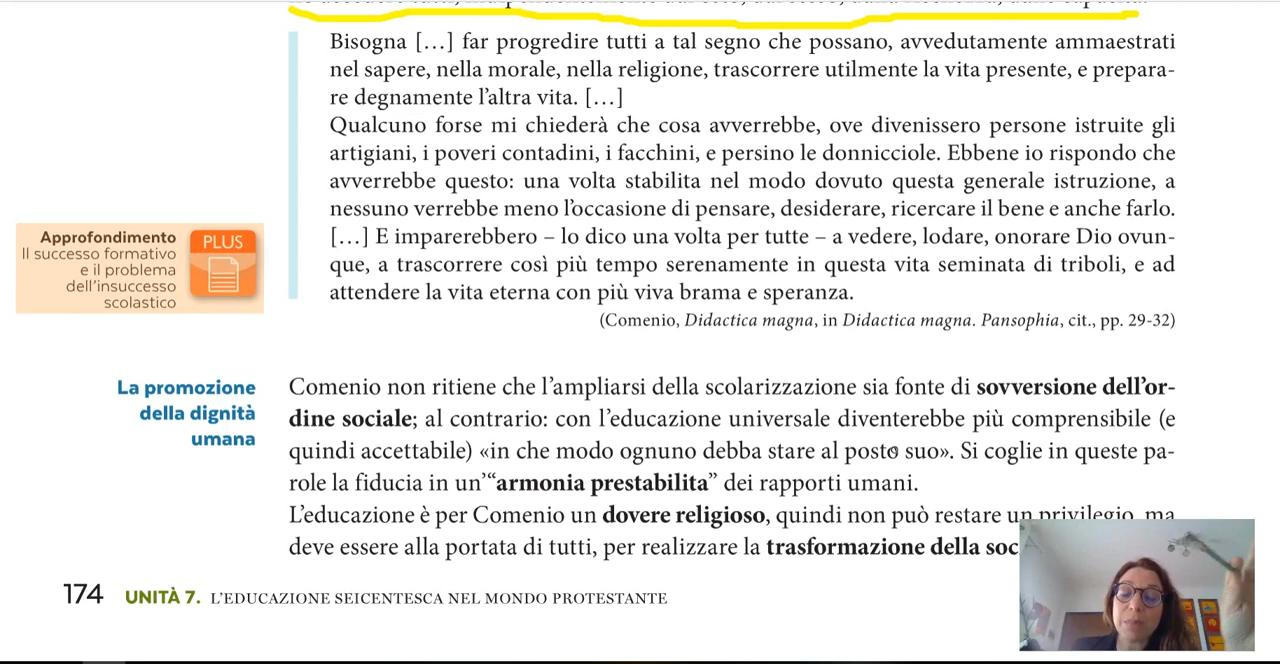 Bisogna […] far progredire tutti a tal segno che possano, avvedutamente ammaestrati
nel sapere, nella morale, nella religione, trascorrere utilmente la vita presente, e prepara-
re degnamente l’altra vita. […]
Qualcuno forse mi chiederà che cosa avverrebbe, ove divenissero persone istruite gli
artigiani, i poveri contadini, i facchini, e persino le donnicciole. Ebbene io rispondo che
avverrebbe questo: una volta stabilita nel modo dovuto questa generale istruzione, a
nessuno verrebbe meno l’occasione di pensare, desiderare, ricercare il bene e anche farlo.
[…] E imparerebbero – lo dico una volta per tutte – a vedere, lodare, onorare Dio ovun-
que, a trascorrere così più tempo serenamente in questa vita seminata di triboli, e ad
attendere la vita eterna con più viva brama e speranza.
(Comenio, Didactica magna, in Didactica magna. Pansophia, cit., pp. 29-32)
Approfondimento
Il successo formativo
e il problema
dell’insuccesso
scolastico
PLUS
La promozione
della dignità
umana
Comenio non ritiene che l’ampliarsi della scolarizzazione sia fonte di sovversione dell’or-
dine sociale; al contrario: con l’educazione universale diventerebbe più comprensibile (e
quindi accettabile) «in che modo ognuno debba stare al posto suo». Si coglie in queste pa-
role la fiducia in un’“armonia prestabilita” dei rapporti umani.
L’educazione è per Comenio un dovere religioso, quindi non può restare un privilegio, ma
deve essere alla portata di tutti, per realizzare la trasformazione della soc
174 UNITÀ 7. L’EDUCAZIONE SEICENTESCA NEL MONDO PROTESTANTE